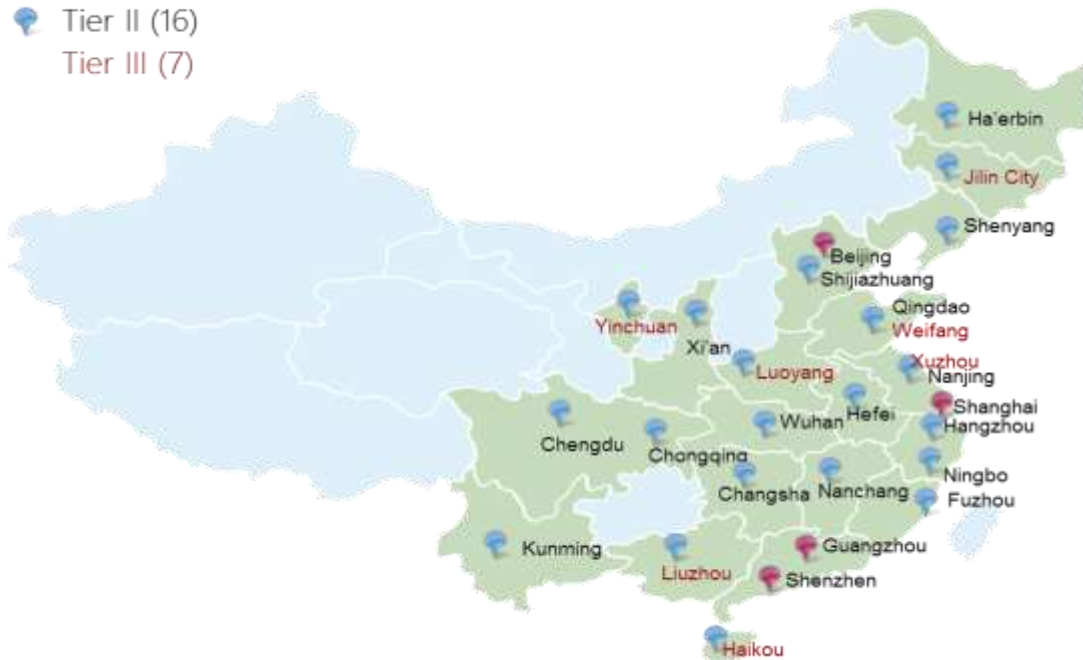 Tier II (16)
Tier III (7)
Ha'erbin
Jilin City
Shenyang
Beijing
Shijiazhuang
Qingdao
Weifang
Yinchuan
Xi'an
Xuzhou
Luoyang
Nanjing
Hefei
Shanghai
Wuhan
Hangzhou
Chengdu
Chongqing
Changsha
Nanchang
Ningbo
Fuzhou
Kunming
Guangzhou
Liuzhou
Shenzhen
Haikou